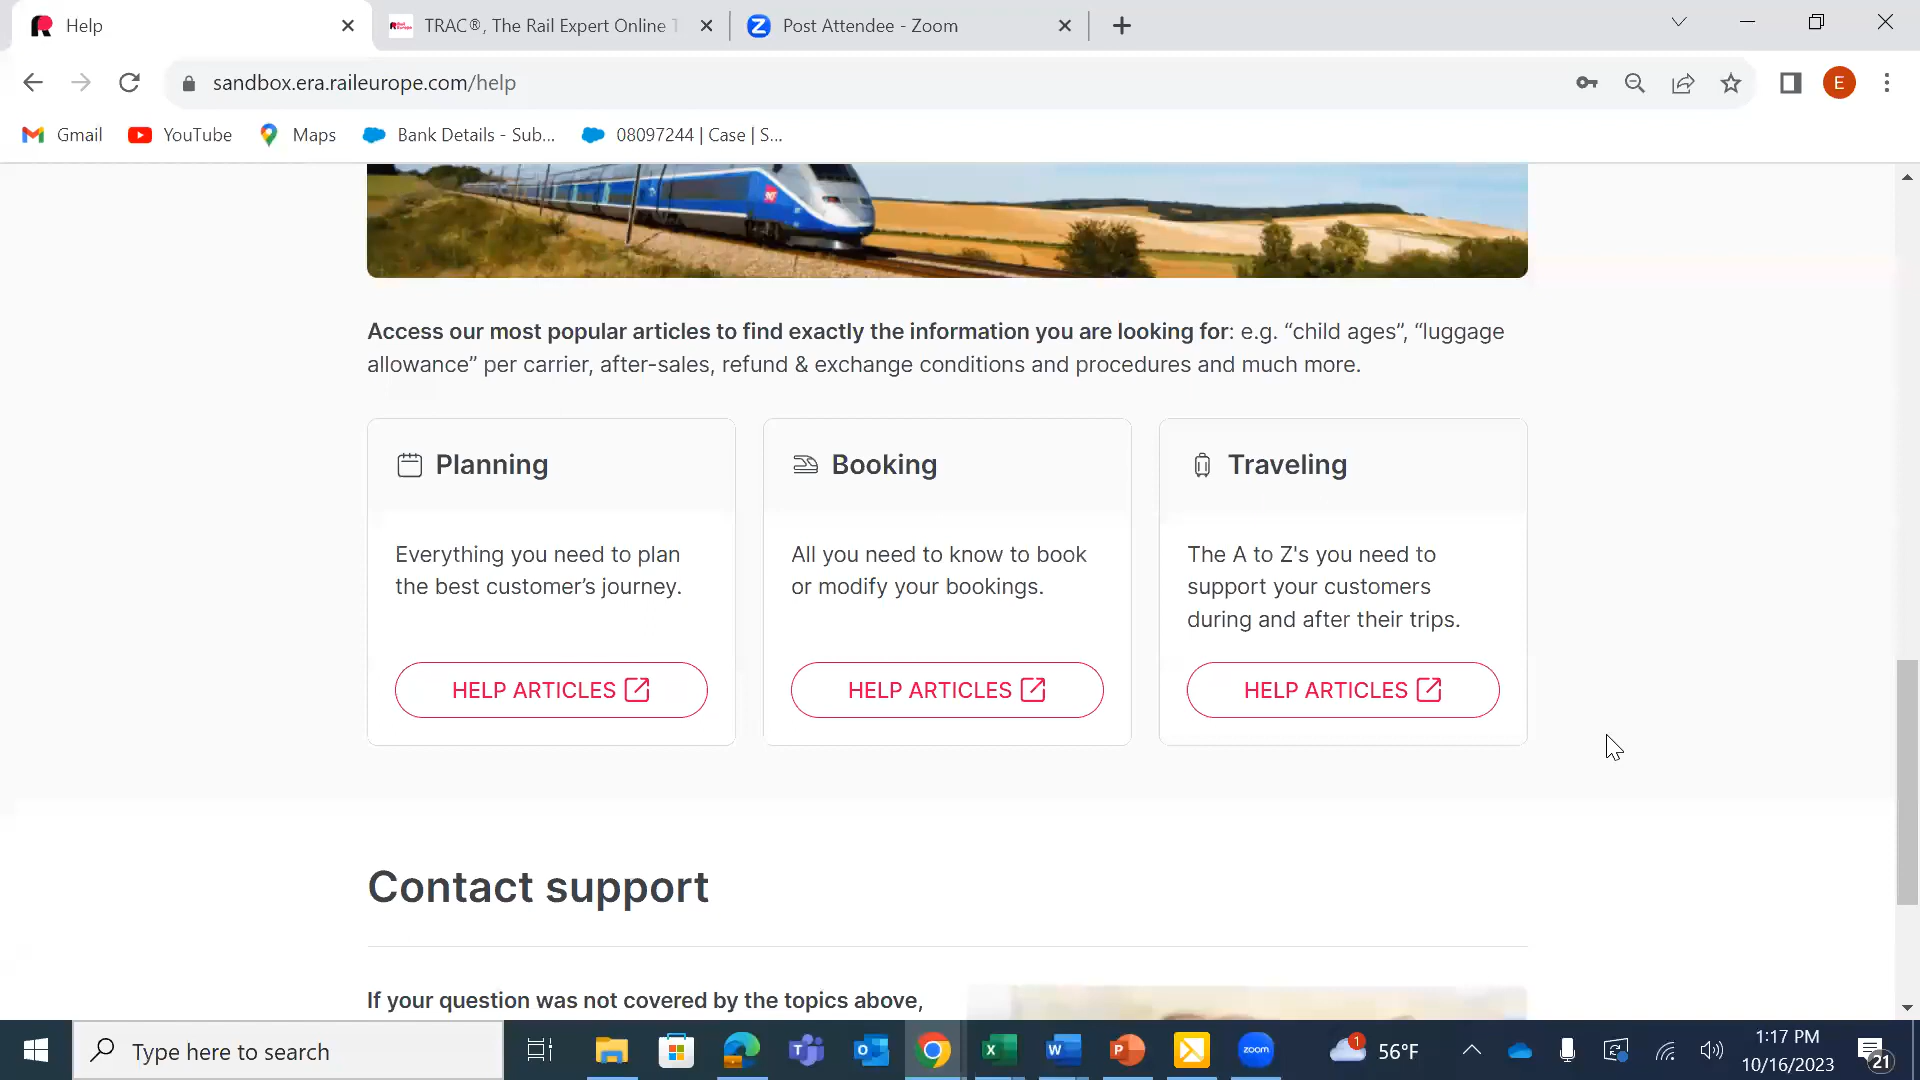 Help
TRAC®, The Rail Expert Online T
Post Attendee - Zoom
sandbox.era.raileurope.com/help
E
Gmail
YouTube
Maps
Bank Details - Sub...
08097244 | Case | S...
Access our most popular articles to find exactly the information you are looking for: e.g. “child ages”, “luggage
allowance” per carrier, after-sales, refund & exchange conditions and procedures and much more.
Planning
Everything you need to plan
the best customer’s journey.
HELP ARTICLES
Booking
All you need to know to book
or modify your bookings.
HELP ARTICLES
Traveling
The A to Z's you need to
support your customers
during and after their trips.
HELP ARTICLES
Contact support
If your question was not covered by the topics above,
Type here to search
zoom
1
56°F
1:17 PM
10/16/2023
21